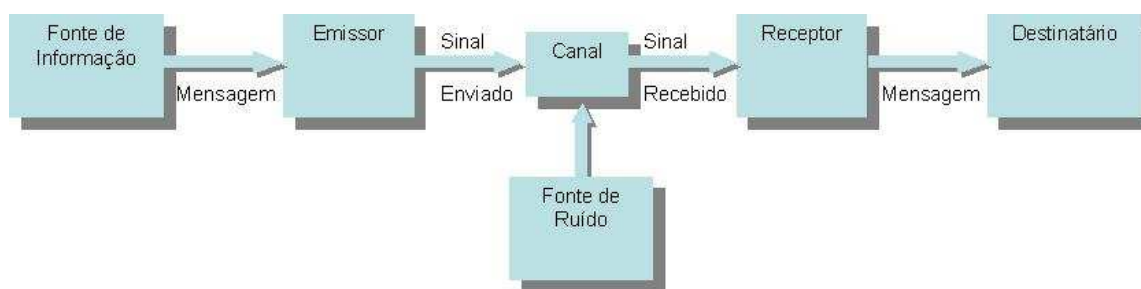 Fonte de
Informação
Mensagem
Emissor
Sinal
Enviado
Canal
Sinal
Recebido
Receptor
Mensagem
Destinatário
Fonte de
Ruído